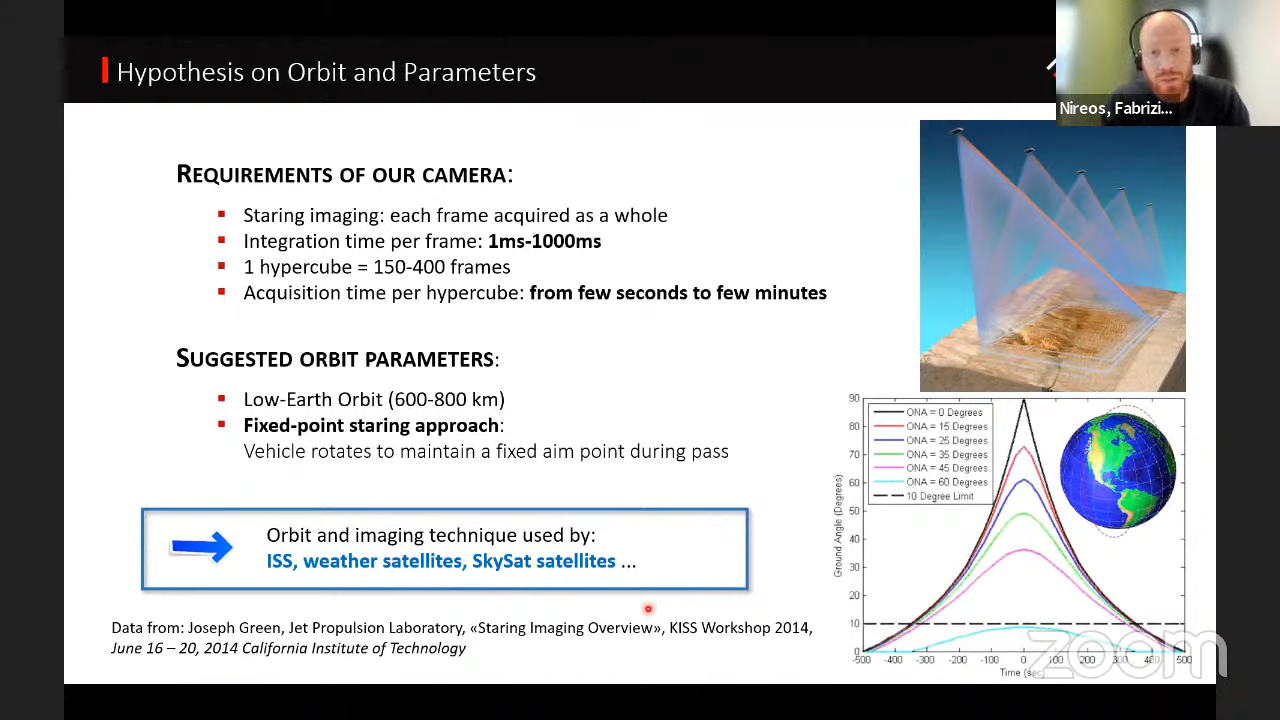 Hypothesis on Orbit and Parameters
Nireos, Fabrizi...
REQUIREMENTS OF OUR CAMERA:
Staring imaging: each frame acquired as a whole
Integration time per frame: 1ms-1000ms
1 hypercube = 150-400 frames
Acquisition time per hypercube: from few seconds to few minutes
SUGGESTED ORBIT PARAMETERS:
Low-Earth Orbit (600-800 km)
Fixed-point staring approach:
Vehicle rotates to maintain a fixed aim point during pass
Orbit and imaging technique used by:
ISS, weather satellites, SkySat satellites ...
Data from: Joseph Green, Jet Propulsion Laboratory, «Staring Imaging Overview», KISS Workshop 2014,
June 16 – 20, 2014 California Institute of Technology
ONA = 0 Degrees
ONA = 15 Degrees
ONA = 25 Degrees
ONA = 35 Degrees
ONA = 45 Degrees
ONA = 60 Degrees
10 Degree Limit
Ground Angle (Degrees)
90
80
70
60
50
40
30
20
10
0
-500 -400 -300 -200 -100 0 100 200 300 400 500
Time (sec)
zoom